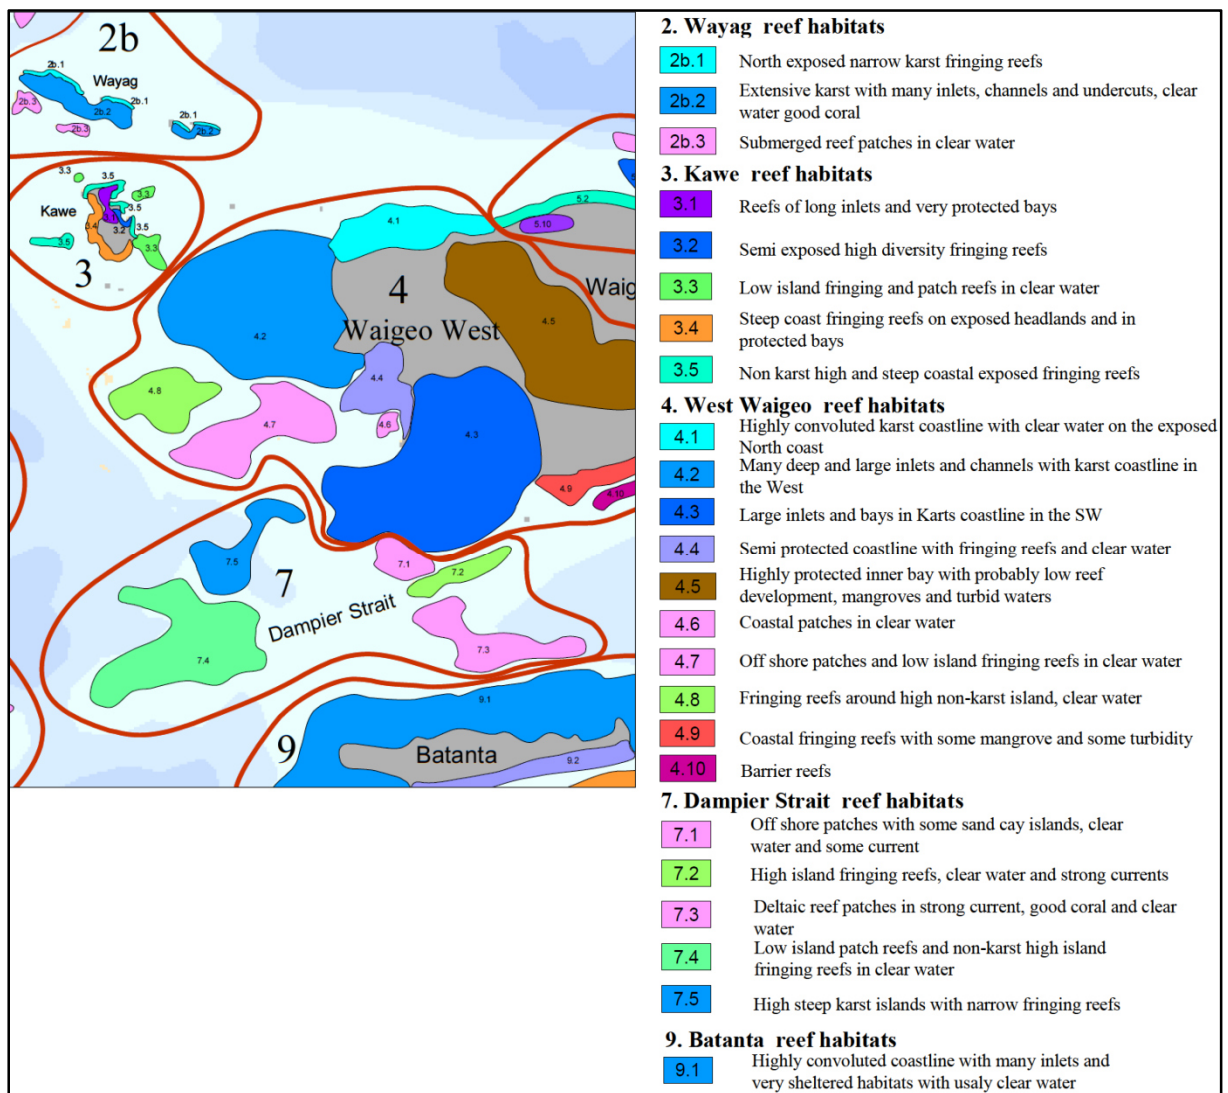 2b
2b.1
Wayag
2b.1
2b.3
2b.2
2b.1
2b.3
2b.2
3.3
3.5
3.3
Kawe
3.5
3.4
3.1
3.2
3.5
3.5
3.3
3
5.2
5.10
4.1
4
Waig
Waigeo West
4.2
4.5
4.4
4.8
4.7
4.6
4.3
4.9
4.10
7.5
7.1
7.2
7
Dampier Strait
7.4
7.3
9.1
9
Batanta
9.2
2. Wayag reef habitats
2b.1 North exposed narrow karst fringing reefs
2b.2 Extensive karst with many inlets, channels and undercuts, clear
water good coral
2b.3 Submerged reef patches in clear water
3. Kawe reef habitats
3.1 Reefs of long inlets and very protected bays
3.2 Semi exposed high diversity fringing reefs
3.3 Low island fringing and patch reefs in clear water
3.4 Steep coast fringing reefs on exposed headlands and in
protected bays
3.5 Non karst high and steep coastal exposed fringing reefs
4. West Waigeo reef habitats
4.1 Highly convoluted karst coastline with clear water on the exposed
North coast
4.2 Many deep and large inlets and channels with karst coastline in
the West
4.3 Large inlets and bays in Karts coastline in the SW
4.4 Semi protected coastline with fringing reefs and clear water
4.5 Highly protected inner bay with probably low reef
development, mangroves and turbid waters
4.6 Coastal patches in clear water
4.7 Off shore patches and low island fringing reefs in clear water
4.8 Fringing reefs around high non-karst island, clear water
4.9 Coastal fringing reefs with some mangrove and some turbidity
4.10 Barrier reefs
7. Dampier Strait reef habitats
7.1 Off shore patches with some sand cay islands, clear
water and some current
7.2 High island fringing reefs, clear water and strong currents
7.3 Deltaic reef patches in strong current, good coral and clear
water
7.4 Low island patch reefs and non-karst high island
fringing reefs in clear water
7.5 High steep karst islands with narrow fringing reefs
9. Batanta reef habitats
9.1 Highly convoluted coastline with many inlets and
very sheltered habitats with usaly clear water